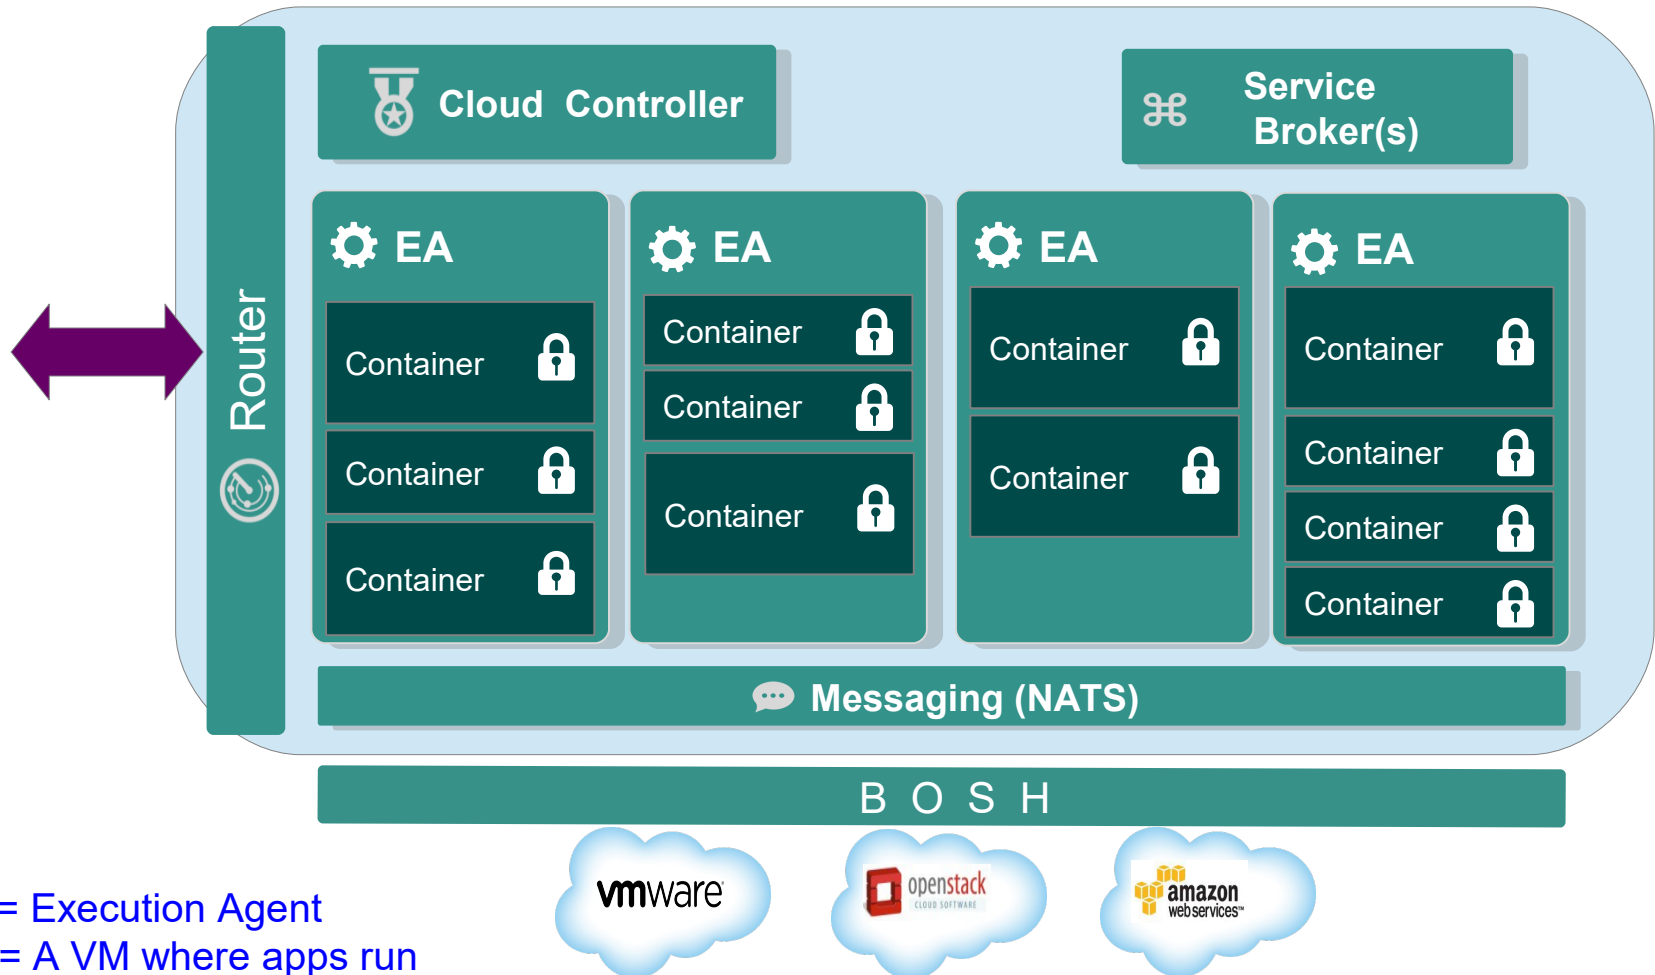 Cloud Controller
Service
Broker(s)
Router
EA
Container
Container
Container
EA
Container
Container
Container
EA
Container
Container
EA
Container
Container
Container
Container
Messaging (NATS)
B O S H
vmware
openstack
CLOUD SOFTWARE
amazon
webservices™
= Execution Agent
= A VM where apps run